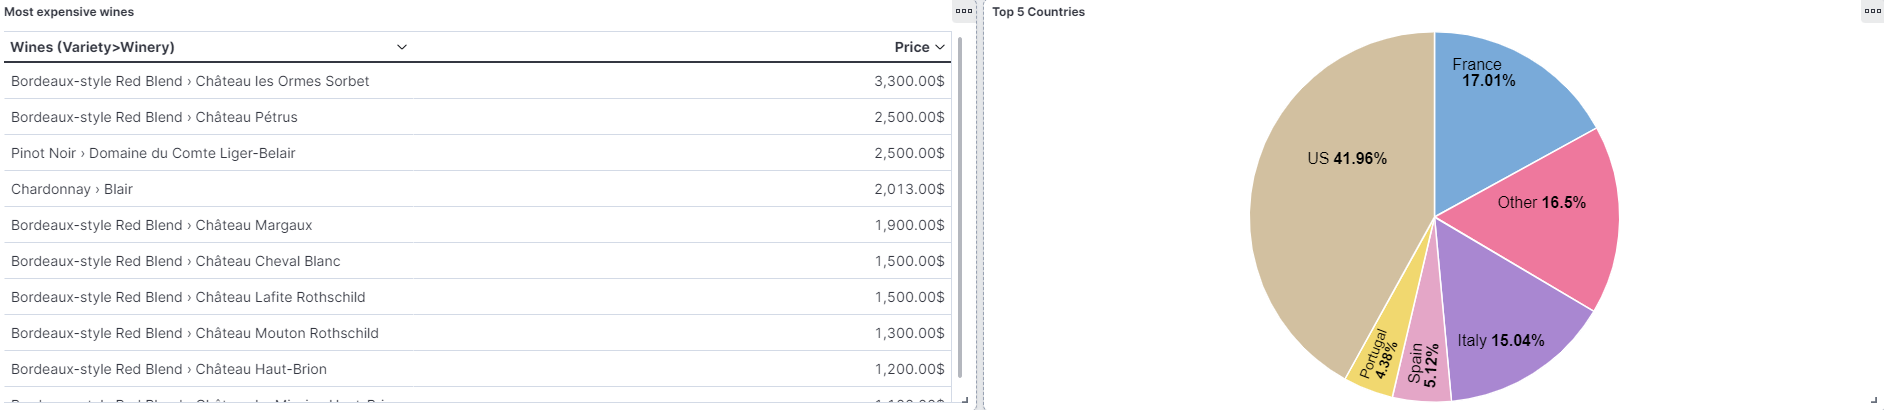 Most expensive wines
Wines (Variety>Winery) Price
Bordeaux-style Red Blend › Château les Ormes Sorbet 3,300.00$
Bordeaux-style Red Blend › Château Pétrus 2,500.00$
Pinot Noir › Domaine du Comte Liger-Belair 2,500.00$
Chardonnay › Blair 2,013.00$
Bordeaux-style Red Blend › Château Margaux 1,900.00$
Bordeaux-style Red Blend › Château Cheval Blanc 1,500.00$
Bordeaux-style Red Blend › Château Lafite Rothschild 1,500.00$
Bordeaux-style Red Blend › Château Mouton Rothschild 1,300.00$
Bordeaux-style Red Blend › Château Haut-Brion 1,200.00$
Top 5 Countries
France
17.01%
US 41.96%
Other 16.5%
Italy 15.04%
Spain
5.12%
Portugal
4.38%